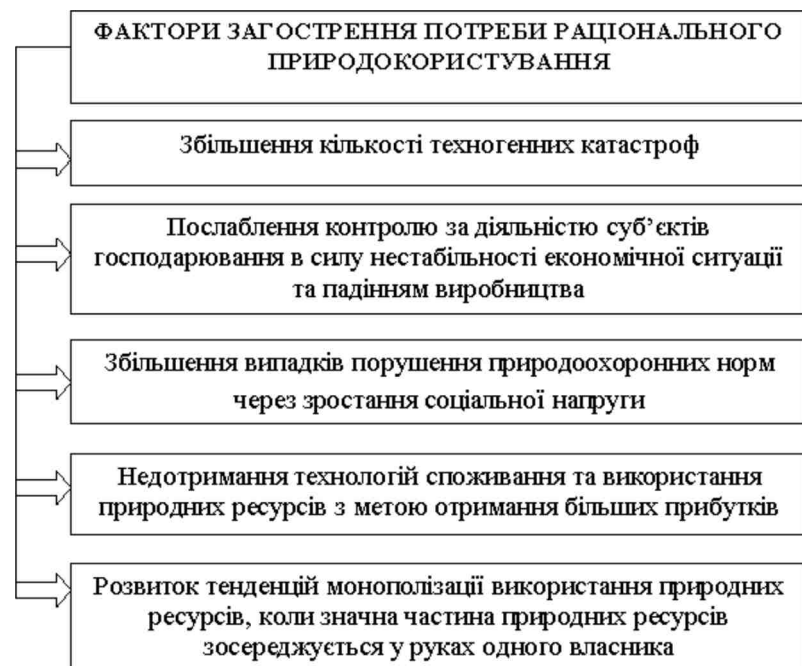 ФАКТОРИ ЗАГОСТРЕННЯ ПОТРЕБИ РАЦІОНАЛЬНОГО
ПРИРОДОКОРИСТУВАННЯ
Збільшення кількості техногенних катастроф
Послаблення контролю за діяльністю суб’єктів
господарювання в силу нестабільності економічної ситуації
та падінням виробництва
Збільшення випадків порушення природоохоронних норм
через зростання соціальної напруги
Недотримання технологій споживання та використання
природних ресурсів з метою отримання більших прибутків
Розвиток тенденцій монополізації використання природних
ресурсів, коли значна частина природних ресурсів
зосереджується у руках одного власника